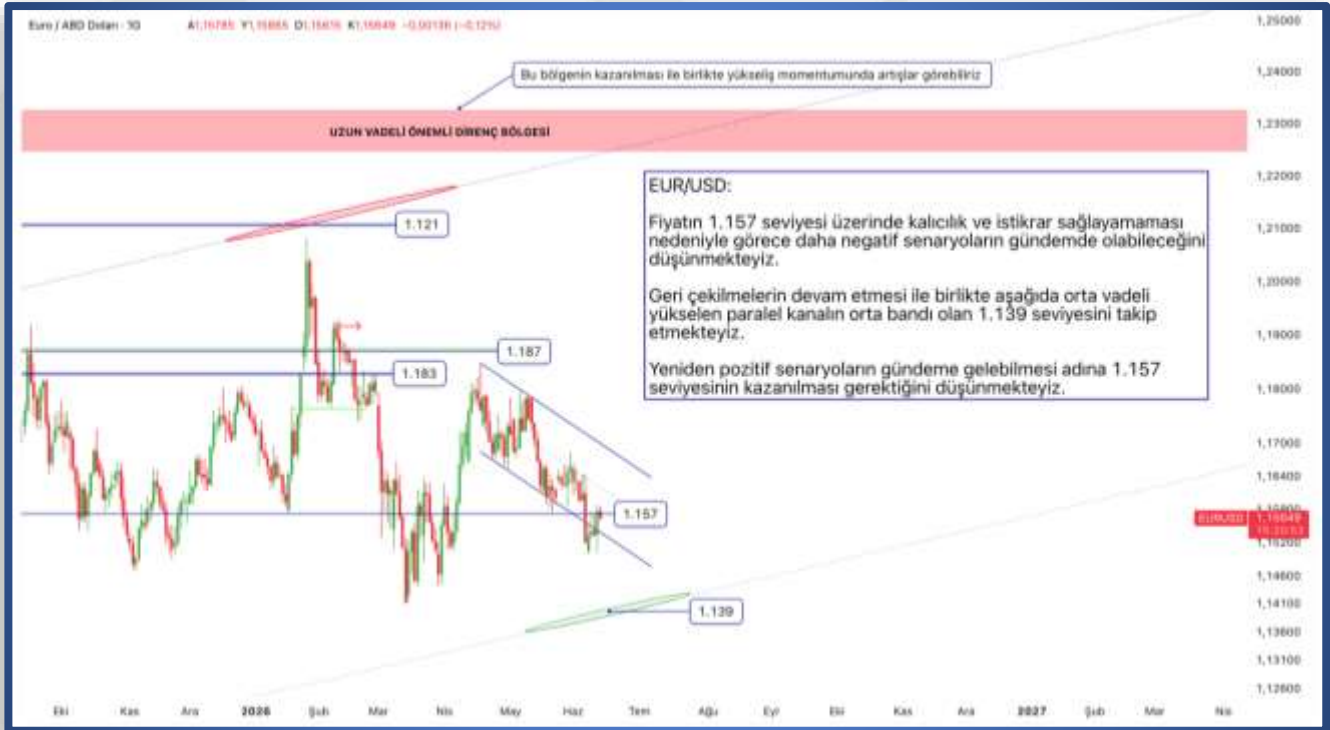 Euro / ABD Doları · 1G
Bu bölgenin kazanılması ile birlikte yükseliş momentumunda artışlar görebiliriz
UZUN VADELİ ÖNEMLİ DİRENÇ BÖLGESİ
EUR/USD:
Fiyatın 1.157 seviyesi üzerinde kalıcılık ve istikrar sağlayamaması
nedeniyle görece daha negatif senaryoların gündemde olabileceğini
düşünmekteyiz.
Geri çekilmelerin devam etmesi ile birlikte aşağıda orta vadeli
yükselen paralel kanalın orta bandı olan 1.139 seviyesini takip
etmekteyiz.
Yeniden pozitif senaryoların gündeme gelebilmesi adına 1.157
seviyesinin kazanılması gerektiğini düşünmekteyiz.
1.121
1.187
1.183
1.157
1.139
1,25000
1,24000
1,23000
1,22000
1,21000
1,20000
1,19000
1,18000
1,17000
1,16400
EURUSD
1,15200
1,14600
1,14100
1,13600
1,13100
1,12600
Eki Kas Ara 2026 Şub Mar Nis May Haz Tem Ağu Eyl Eki Kas Ara 2027 Şub Mar Nis